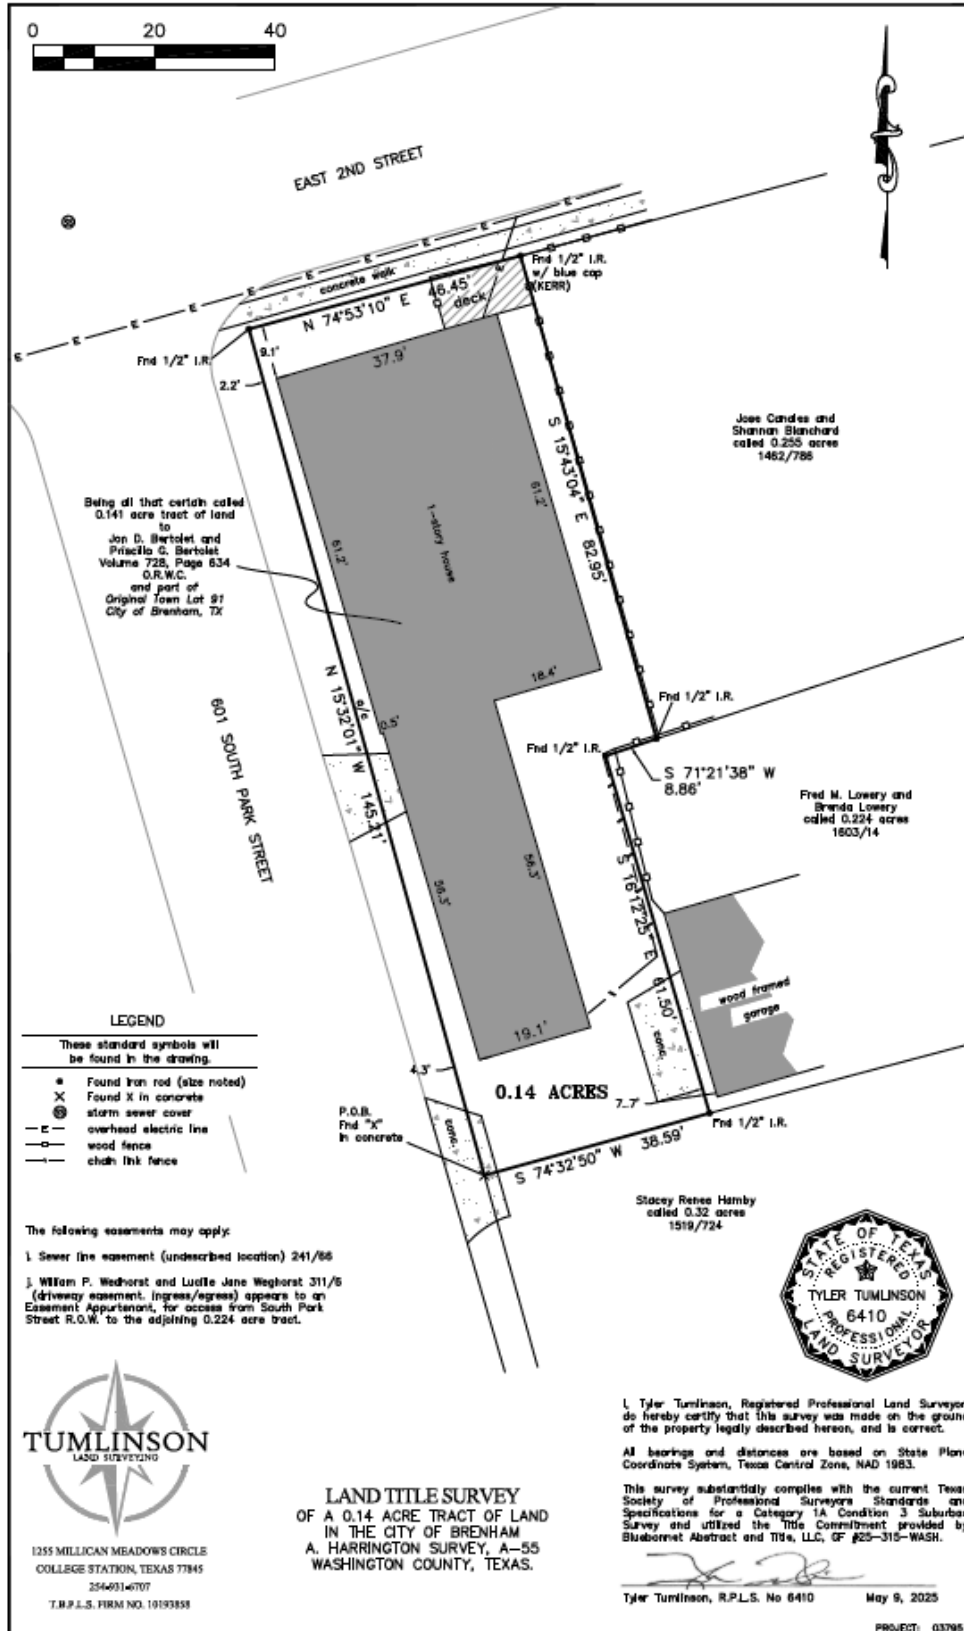 0 20 40
EAST 2ND STREET
concrete walk
Fnd 1/2" I.R.
w/ blue cap
(KERR)
N 74°53'10" E 46.45'
deck
Fnd 1/2" I.R.
9.1'
2.2'
37.9'
Jose Canales and
Shannan Blanchard
called 0.255 acres
1462/786
S 15°43'04" E 82.95'
61.2'
1-story house
61.2'
Being all that certain called
0.141 acre tract of land
to
Jon D. Bertolet and
Priscilla G. Bertolet
Volume 728, Page 634
O.R.W.C.
and part of
Original Town Lot 91
City of Brenham, TX
18.4'
N 15°32'01" W 145.21'
a/c
0.5'
601 SOUTH PARK STREET
Fnd 1/2" I.R.
Fnd 1/2" I.R.
S 71°21'38" W
8.86'
Fred M. Lowery and
Brenda Lowery
called 0.224 acres
1603/14
56.3'
56.3'
S 16°12'25" E 61.50'
wood framed
garage
conc.
19.1'
4.3'
0.14 ACRES
7.7'
Fnd 1/2" I.R.
P.O.B.
Fnd "X"
in concrete
conc.
S 74°32'50" W 38.59'
LEGEND
These standard symbols will
be found in the drawing.
Found iron rod (size noted)
Found X in concrete
storm sewer cover
E overhead electric line
wood fence
chain link fence
Stacey Renee Hamby
called 0.32 acres
1519/724
The following easements may apply:
i. Sewer line easement (undescribed location) 241/66
j. William P. Wedhorst and Lucille Jane Weghorst 311/5
(driveway easement, ingress/egress) appears to an
Easement Appurtenant, for access from South Park
Street R.O.W. to the adjoining 0.224 acre tract.
STATE OF TEXAS
REGISTERED
TYLER TUMLINSON
6410
PROFESSIONAL
LAND SURVEYOR
TUMLINSON
LAND SURVEYING
1255 MILLICAN MEADOWS CIRCLE
COLLEGE STATION, TEXAS 77845
254-931-6707
T.B.P.L.S. FIRM NO. 10193858
LAND TITLE SURVEY
OF A 0.14 ACRE TRACT OF LAND
IN THE CITY OF BRENHAM
A. HARRINGTON SURVEY, A-55
WASHINGTON COUNTY, TEXAS.
I, Tyler Tumlinson, Registered Professional Land Surveyor
do hereby certify that this survey was made on the ground
of the property legally described hereon, and is correct.
All bearings and distances are based on State Plane
Coordinate System, Texas Central Zone, NAD 1983.
This survey substantially complies with the current Texas
Society of Professional Surveyors Standards and
Specifications for a Category 1A Condition 3 Suburban
Survey and utilized the Title Commitment provided by
Bluebonnet Abstract and Title, LLC, GF #25-315-WASH.
Tyler Tumlinson, R.P.L.S. No 6410 May 9, 2025
PROJECT: 03795